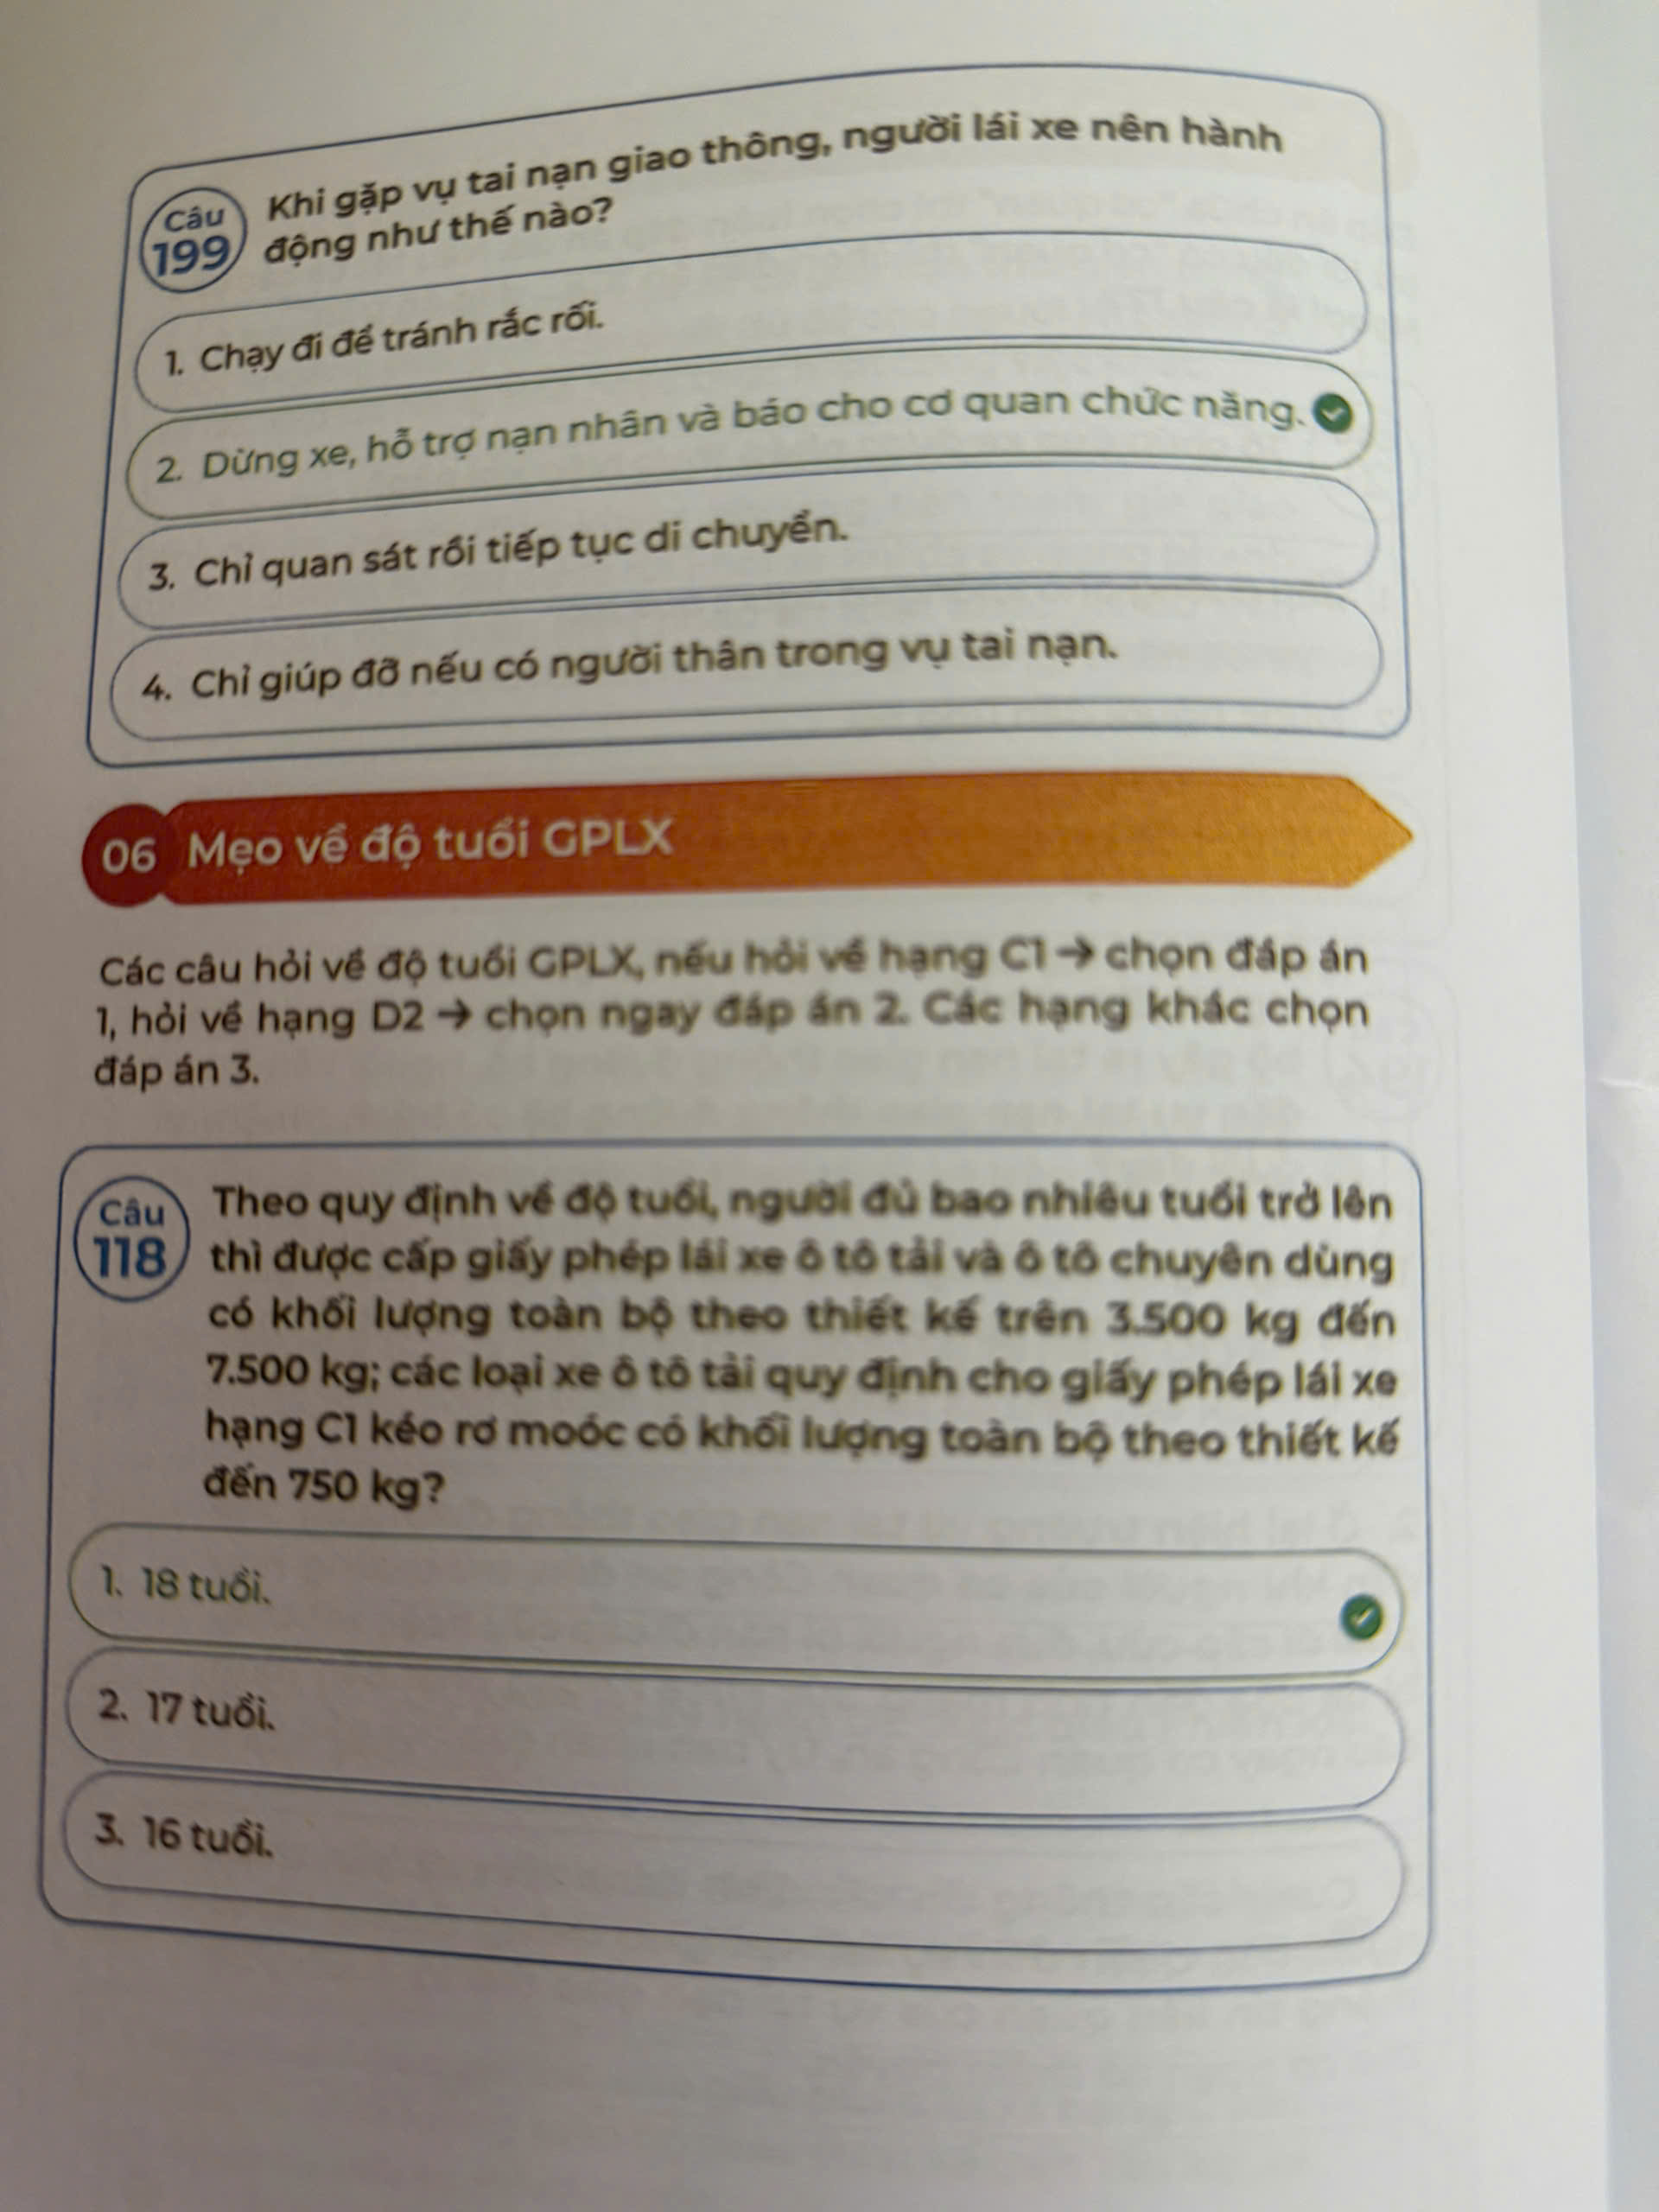 Câu
199
Khi gặp vụ tai nạn giao thông, người lái xe nên hành
động như thế nào?
1. Chạy đi để tránh rắc rối.
2. Dừng xe, hỗ trợ nạn nhân và báo cho cơ quan chức năng.
3. Chỉ quan sát rồi tiếp tục di chuyển.
4. Chỉ giúp đỡ nếu có người thân trong vụ tai nạn.
06 Mẹo về độ tuổi GPLX
Các câu hỏi về độ tuổi GPLX, nếu hỏi về hạng C1 → chọn đáp án
1, hỏi về hạng D2 → chọn ngay đáp án 2. Các hạng khác chọn
đáp án 3.
Câu
118
Theo quy định về độ tuổi, người đủ bao nhiêu tuổi trở lên
thì được cấp giấy phép lái xe ô tô tải và ô tô chuyên dùng
có khối lượng toàn bộ theo thiết kế trên 3.500 kg đến
7.500 kg; các loại xe ô tô tải quy định cho giấy phép lái xe
hạng C1 kéo rơ moóc có khối lượng toàn bộ theo thiết kế
đến 750 kg?
1. 18 tuổi.
2. 17 tuổi.
3. 16 tuổi.